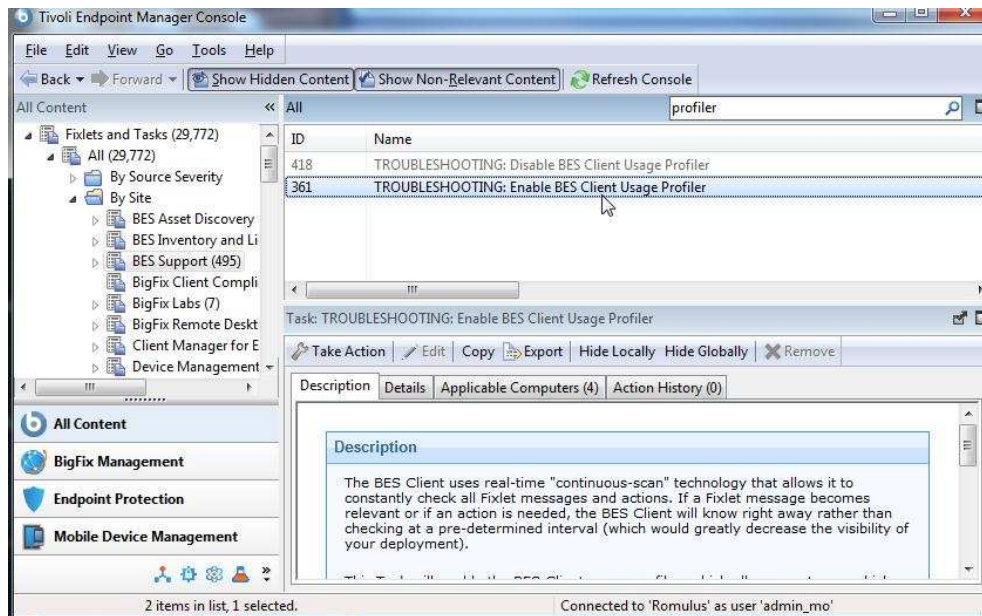 Tivoli Endpoint Manager Console
File Edit View Go Tools Help
Back Forward Show Hidden Content Show Non-Relevant Content Refresh Console
All Content « All profiler
Fixlets and Tasks (29,772)
All (29,772)
By Source Severity
By Site
BES Asset Discovery
BES Inventory and Li
BES Support (495)
BigFix Client Compli
BigFix Labs (7)
BigFix Remote Deskt
Client Manager for E
Device Management
All Content
BigFix Management
Endpoint Protection
Mobile Device Management
ID Name
418 TROUBLESHOOTING: Disable BES Client Usage Profiler
361 TROUBLESHOOTING: Enable BES Client Usage Profiler
Task: TROUBLESHOOTING: Enable BES Client Usage Profiler
Take Action Edit Copy Export Hide Locally Hide Globally Remove
Description Details Applicable Computers (4) Action History (0)
Description
The BES Client uses real-time "continuous-scan" technology that allows it to
constantly check all Fixlet messages and actions. If a Fixlet message becomes
relevant or if an action is needed, the BES Client will know right away rather than
checking at a pre-determined interval (which would greatly decrease the visibility of
your deployment).
2 items in list, 1 selected. Connected to 'Romulus' as user 'admin_mo'